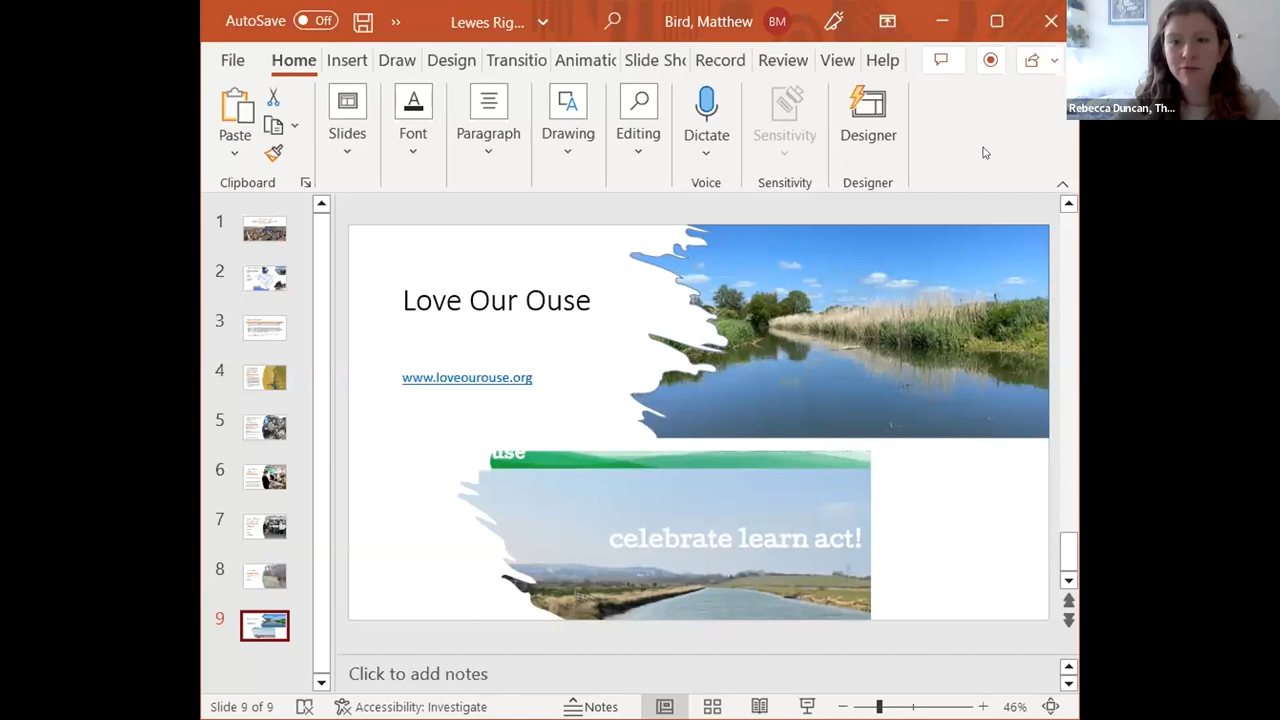 AutoSave Off Lewes Rig... Bird, Matthew BM
Rebecca Duncan, Th...
File Home Insert Draw Design Transitio Animatic Slide Sho Record Review View Help
Paste Slides Font Paragraph Drawing Editing Dictate Sensitivity Designer
Clipboard Voice Sensitivity Designer
1
2
3
4
5
6
7
8
9
Love Our Ouse
www.loveourouse.org
use
celebrate learn act!
Click to add notes
Slide 9 of 9 Accessibility: Investigate Notes 46%